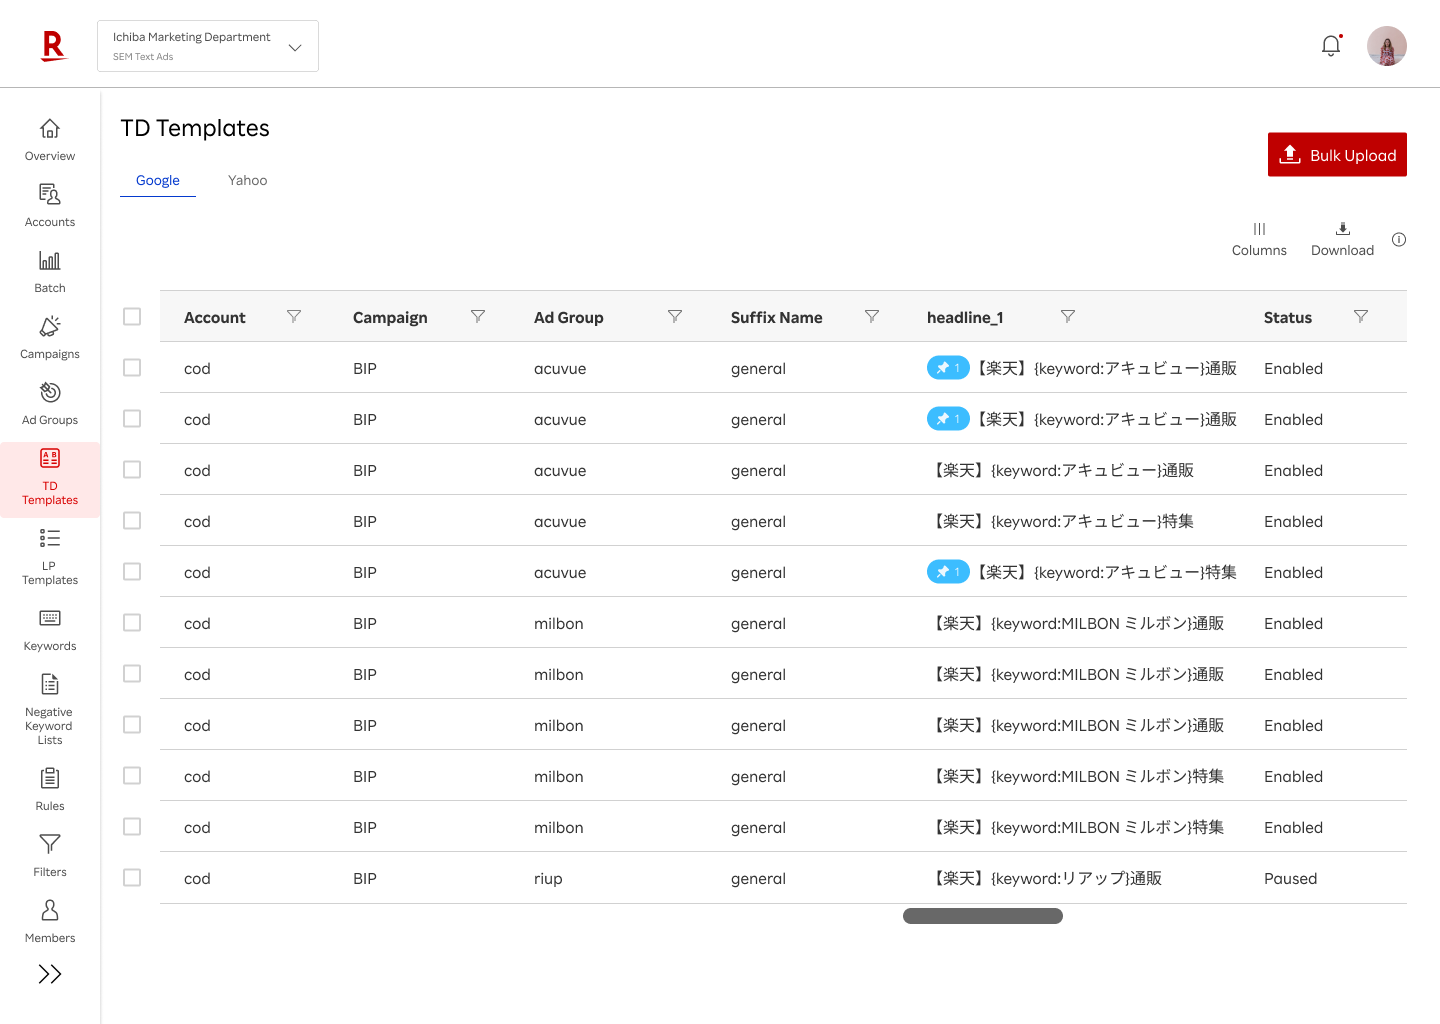 R
Ichiba Marketing Department
SEM Text Ads
Overview
Accounts
Batch
Campaigns
Ad Groups
TD
Templates
LP
Templates
Keywords
Negative
Keyword
Lists
Rules
Filters
Members
TD Templates
Google Yahoo
Bulk Upload
Columns Download
Account Campaign Ad Group Suffix Name headline_1 Status
cod BIP acuvue general 1 【楽天】{keyword:アキュビュー}通販 Enabled
cod BIP acuvue general 1 【楽天】{keyword:アキュビュー}通販 Enabled
cod BIP acuvue general 【楽天】{keyword:アキュビュー}通販 Enabled
cod BIP acuvue general 【楽天】{keyword:アキュビュー}特集 Enabled
cod BIP acuvue general 1 【楽天】{keyword:アキュビュー}特集 Enabled
cod BIP milbon general 【楽天】{keyword:MILBON ミルボン}通販 Enabled
cod BIP milbon general 【楽天】{keyword:MILBON ミルボン}通販 Enabled
cod BIP milbon general 【楽天】{keyword:MILBON ミルボン}通販 Enabled
cod BIP milbon general 【楽天】{keyword:MILBON ミルボン}特集 Enabled
cod BIP milbon general 【楽天】{keyword:MILBON ミルボン}特集 Enabled
cod BIP riup general 【楽天】{keyword:リアップ}通販 Paused